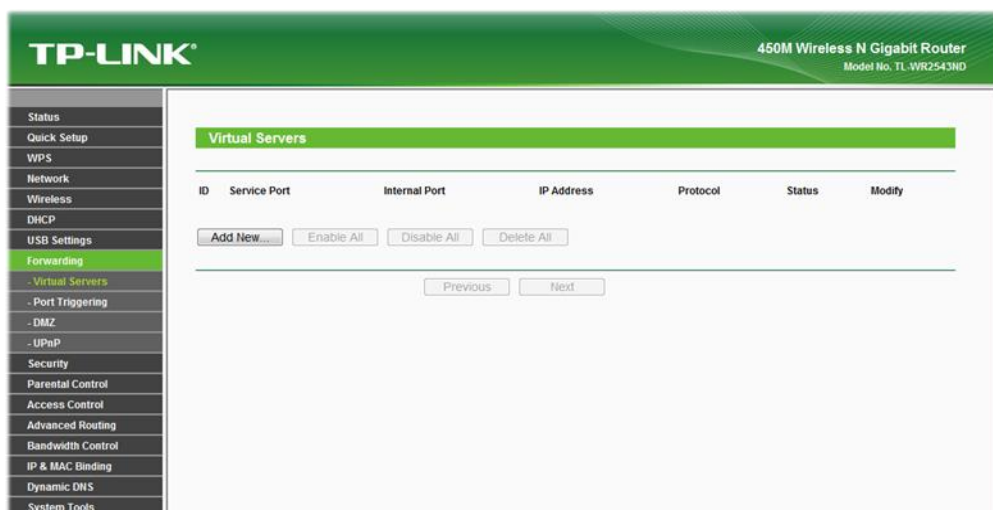 TP-LINK®
450M Wireless N Gigabit Router
Model No. TL-WR2543ND
Status
Quick Setup
WPS
Network
Wireless
DHCP
USB Settings
Forwarding
- Virtual Servers
- Port Triggering
- DMZ
- UPnP
Security
Parental Control
Access Control
Advanced Routing
Bandwidth Control
IP & MAC Binding
Dynamic DNS
System Tools
Virtual Servers
ID Service Port Internal Port IP Address Protocol Status Modify
Add New... Enable All Disable All Delete All
Previous Next